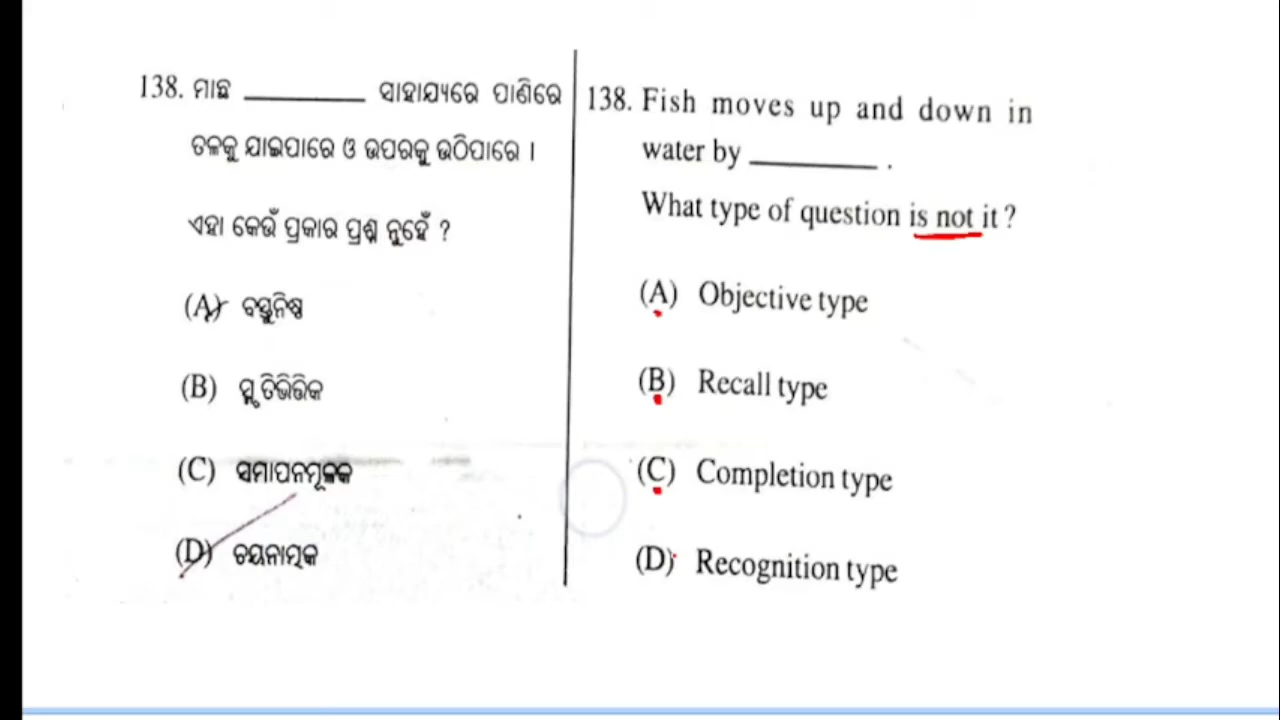 138. ମାଛ __________ ସାହାଯ୍ୟରେ ପାଣିରେ
ତଳକୁ ଯାଇପାରେ ଓ ଉପରକୁ ଉଠିପାରେ ।
ଏହା କେଉଁ ପ୍ରକାର ପ୍ରଶ୍ନ ନୁହେଁ ?
(A) ବସ୍ତୁନିଷ୍ଠ
(B) ସ୍ମୃତିଭିତ୍ତିକ
(C) ସମାପନମୂଳକ
(D) ଚୟନାତ୍ମକ
138. Fish moves up and down in
water by __________ .
What type of question is not it ?
(A) Objective type
(B) Recall type
(C) Completion type
(D) Recognition type